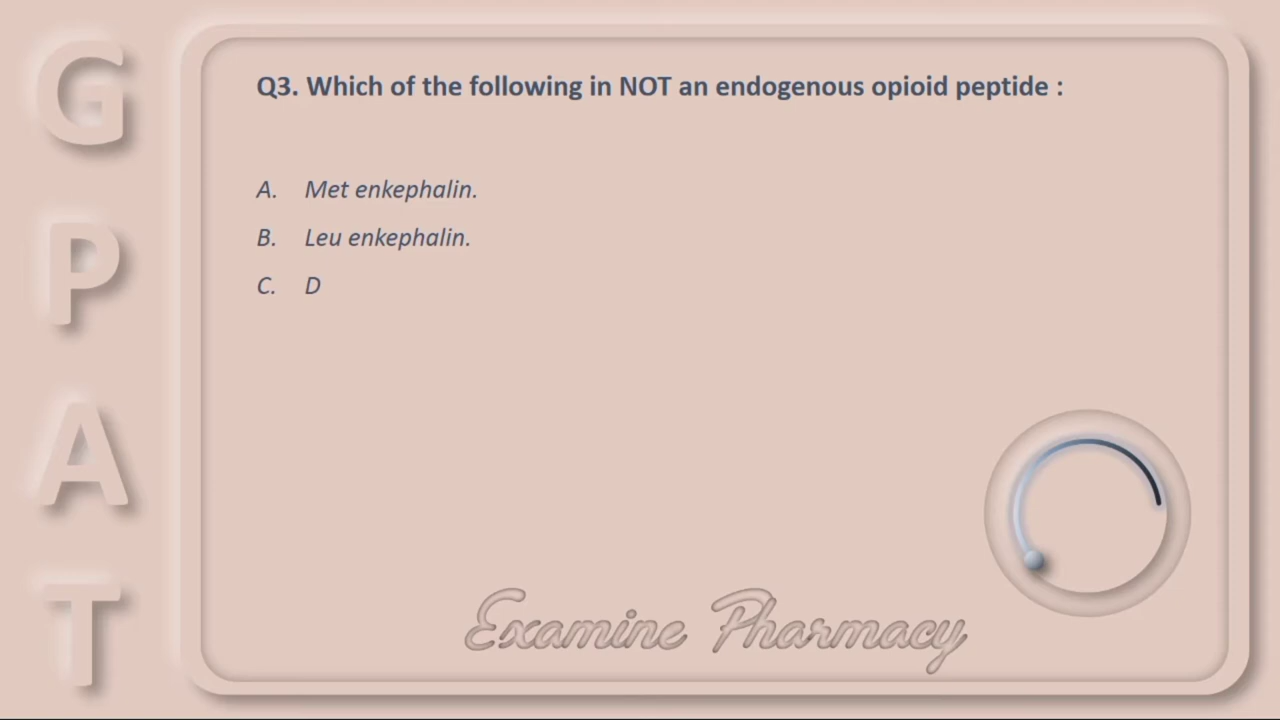 G
P
A
T
Q3. Which of the following in NOT an endogenous opioid peptide :
A. Met enkephalin.
B. Leu enkephalin.
C. D
Examine Pharmacy